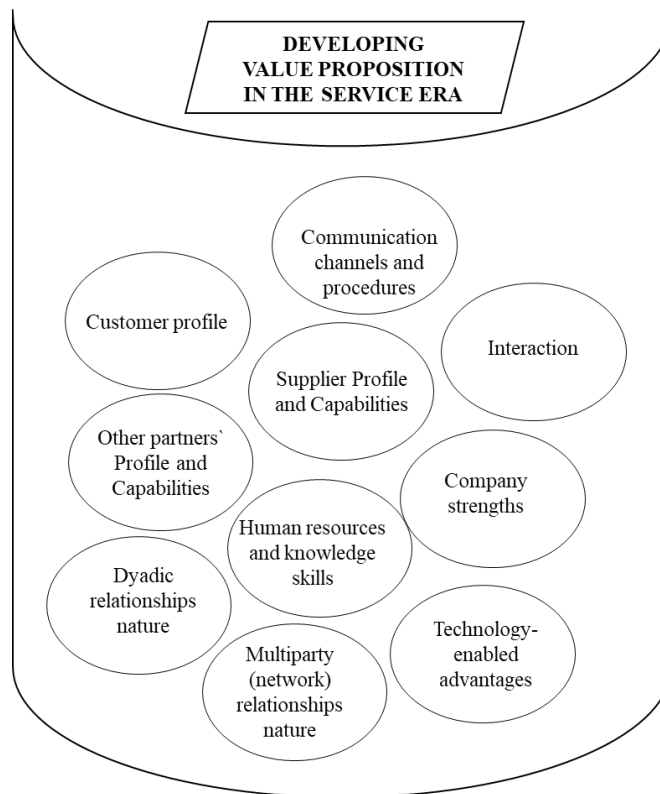 DEVELOPING
VALUE PROPOSITION
IN THE SERVICE ERA
Communication
channels and
procedures
Customer profile
Interaction
Supplier Profile
and Capabilities
Other partners`
Profile and
Capabilities
Company
strengths
Human resources
and knowledge
skills
Dyadic
relationships
nature
Technology-
enabled
advantages
Multiparty
(network)
relationships
nature